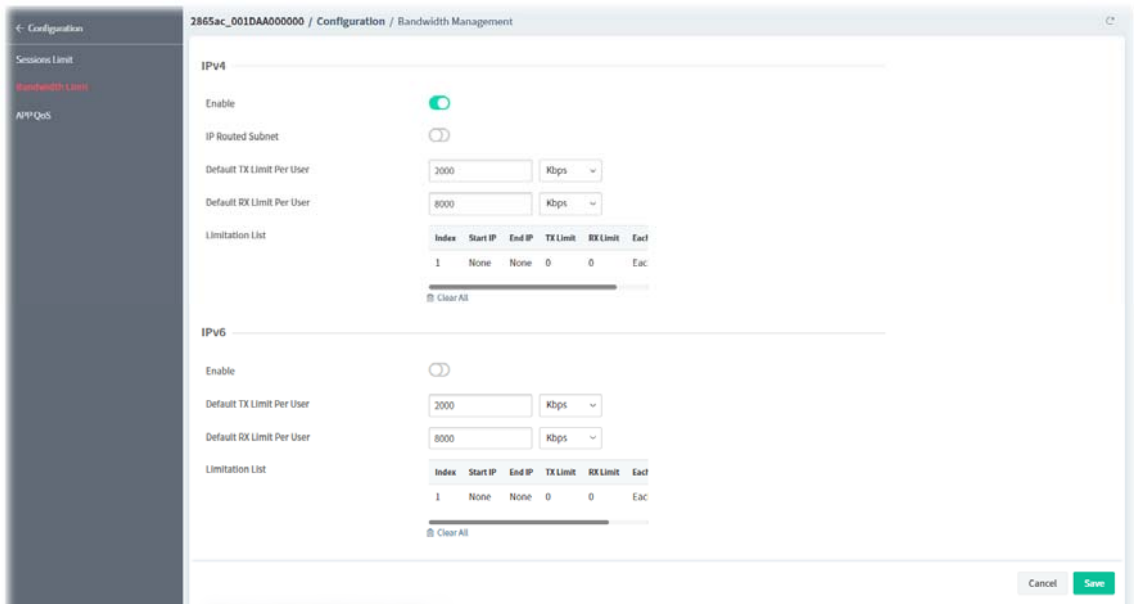 ← Configuration
2865ac_001DAA000000 / Configuration / Bandwidth Management
Sessions Limit
Bandwidth Limit
APP QoS
IPv4
Enable
IP Routed Subnet
Default TX Limit Per User 2000 Kbps
Default RX Limit Per User 8000 Kbps
Limitation List
Index Start IP End IP TX Limit RX Limit Each
1 None None 0 0 Eac
Clear All
IPv6
Enable
Default TX Limit Per User 2000 Kbps
Default RX Limit Per User 8000 Kbps
Limitation List
Index Start IP End IP TX Limit RX Limit Each
1 None None 0 0 Eac
Clear All
Cancel Save